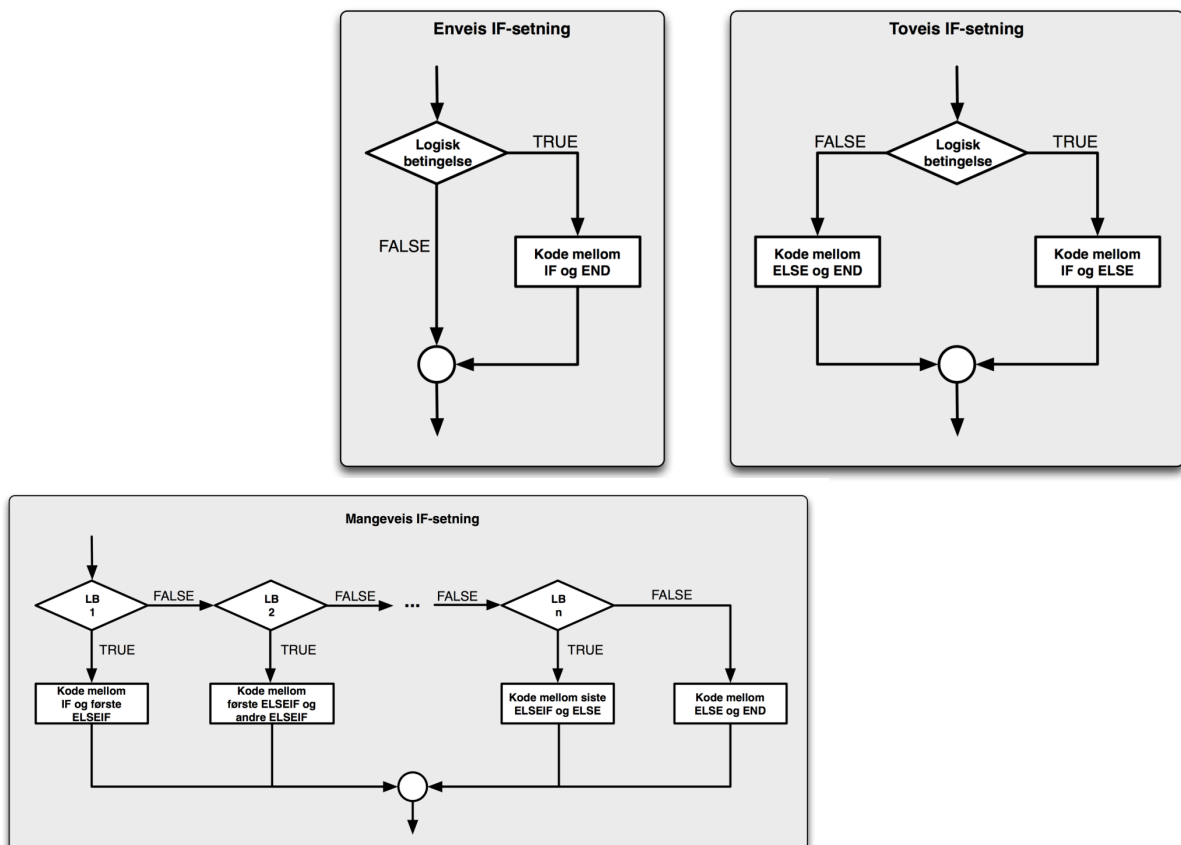 Enveis IF-setning
Logisk
betingelse
TRUE
FALSE
Kode mellom
IF og END
Toveis IF-setning
FALSE
Logisk
betingelse
TRUE
Kode mellom
ELSE og END
Kode mellom
IF og ELSE
Mangeveis IF-setning
LB
1
FALSE
LB
2
FALSE
...
FALSE
LB
n
FALSE
TRUE
TRUE
TRUE
Kode mellom
IF og første
ELSEIF
Kode mellom
første ELSEIF og
andre ELSEIF
Kode mellom siste
ELSEIF og ELSE
Kode mellom
ELSE og END